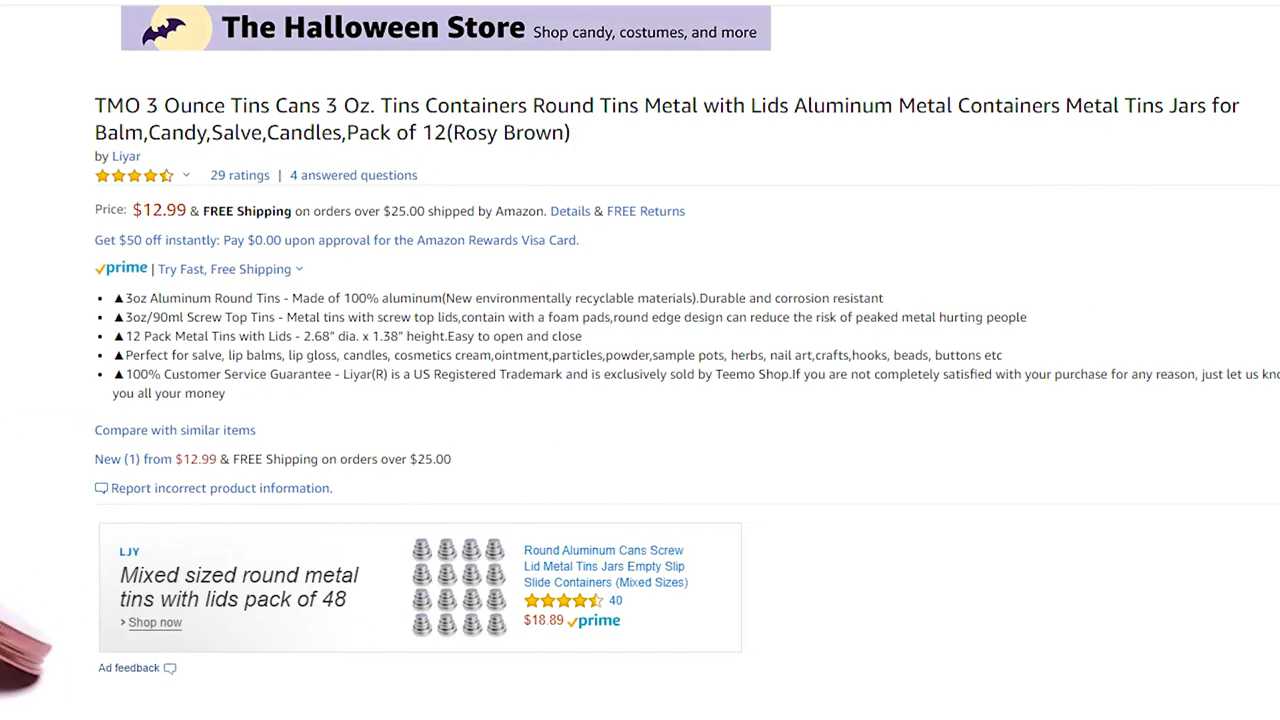 The Halloween Store Shop candy, costumes, and more
TMO 3 Ounce Tins Cans 3 Oz. Tins Containers Round Tins Metal with Lids Aluminum Metal Containers Metal Tins Jars for
Balm,Candy,Salve,Candles,Pack of 12(Rosy Brown)
by Liyar
29 ratings | 4 answered questions
Price: $12.99 & FREE Shipping on orders over $25.00 shipped by Amazon. Details & FREE Returns
Get $50 off instantly: Pay $0.00 upon approval for the Amazon Rewards Visa Card.
prime | Try Fast, Free Shipping
▲3oz Aluminum Round Tins - Made of 100% aluminum(New environmentally recyclable materials).Durable and corrosion resistant
▲3oz/90ml Screw Top Tins - Metal tins with screw top lids,contain with a foam pads,round edge design can reduce the risk of peaked metal hurting people
▲12 Pack Metal Tins with Lids - 2.68" dia. x 1.38" height.Easy to open and close
▲Perfect for salve, lip balms, lip gloss, candles, cosmetics cream,ointment,particles,powder,sample pots, herbs, nail art,crafts,hooks, beads, buttons etc
▲100% Customer Service Guarantee - Liyar(R) is a US Registered Trademark and is exclusively sold by Teemo Shop.If you are not completely satisfied with your purchase for any reason, just let us
you all your money
Compare with similar items
New (1) from $12.99 & FREE Shipping on orders over $25.00
Report incorrect product information.
LJY
Mixed sized round metal
tins with lids pack of 48
› Shop now
Round Aluminum Cans Screw
Lid Metal Tins Jars Empty Slip
Slide Containers (Mixed Sizes)
40
$18.89 prime
Ad feedback